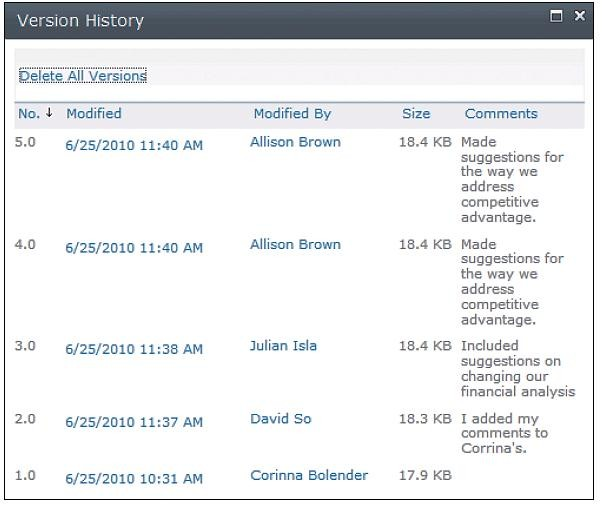 Version History
Delete All Versions
No. ↓ Modified Modified By Size Comments
5.0 6/25/2010 11:40 AM Allison Brown 18.4 KB Made
suggestions for
the way we
address
competitive
advantage.
4.0 6/25/2010 11:40 AM Allison Brown 18.4 KB Made
suggestions for
the way we
address
competitive
advantage.
3.0 6/25/2010 11:38 AM Julian Isla 18.4 KB Included
suggestions on
changing our
financial analysis
2.0 6/25/2010 11:37 AM David So 18.3 KB I added my
comments to
Corrina's.
1.0 6/25/2010 10:31 AM Corinna Bolender 17.9 KB